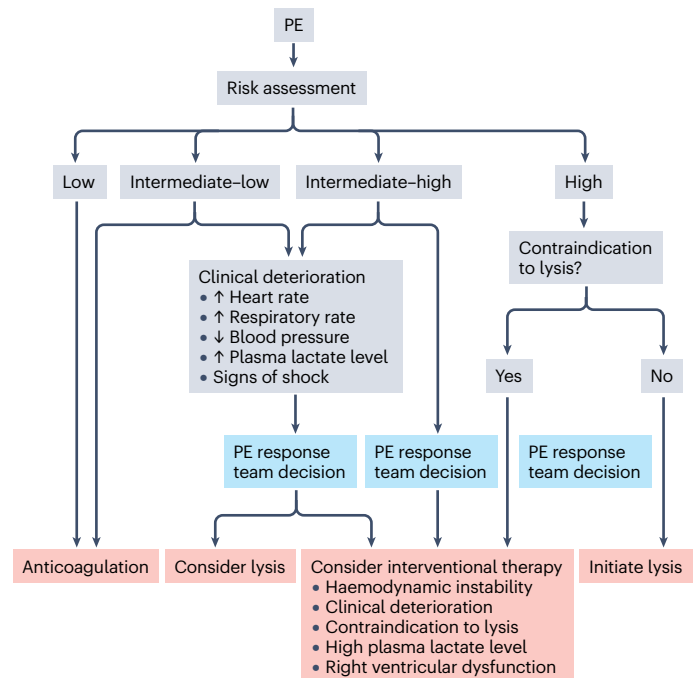 PE
Risk assessment
Low
Intermediate–low
Intermediate–high
High
Contraindication
to lysis?
Clinical deterioration
• ↑ Heart rate
• ↑ Respiratory rate
• ↓ Blood pressure
• ↑ Plasma lactate level
• Signs of shock
Yes
No
PE response
team decision
PE response
team decision
PE response
team decision
Anticoagulation
Consider lysis
Consider interventional therapy
• Haemodynamic instability
• Clinical deterioration
• Contraindication to lysis
• High plasma lactate level
• Right ventricular dysfunction
Initiate lysis